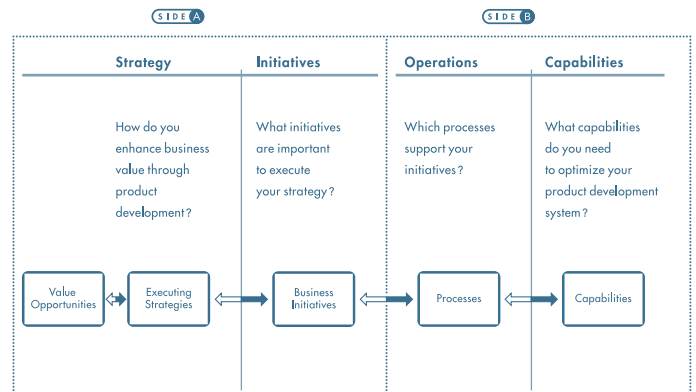 SIDE A
SIDE B
Strategy
Initiatives
Operations
Capabilities
How do you
enhance business
value through
product
development?
What initiatives
are important
to execute
your strategy?
Which processes
support your
initiatives?
What capabilities
do you need
to optimize your
product development
system?
Value
Opportunities
Executing
Strategies
Business
Initiatives
Processes
Capabilities